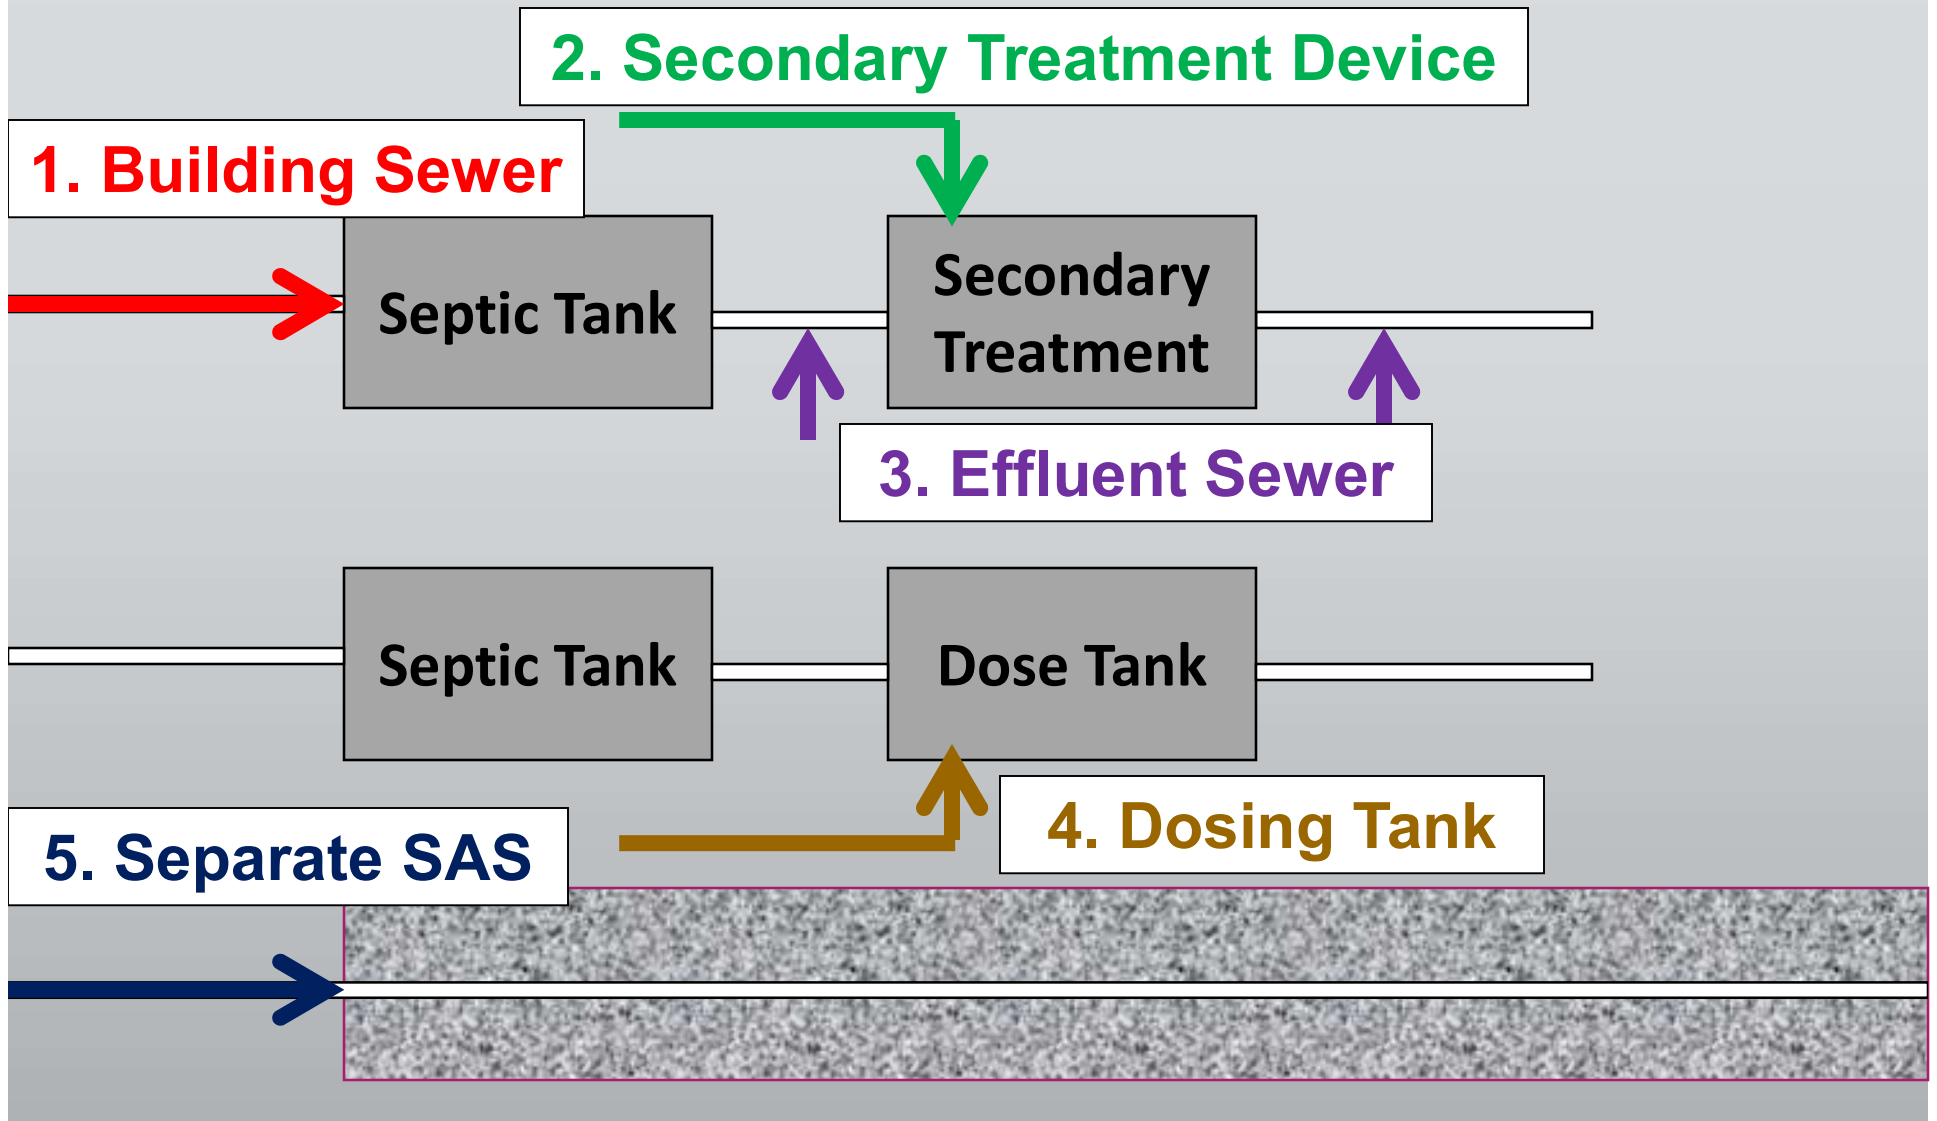 2. Secondary Treatment Device
1. Building Sewer
Septic Tank
Secondary
Treatment
3. Effluent Sewer
Septic Tank
Dose Tank
4. Dosing Tank
5. Separate SAS